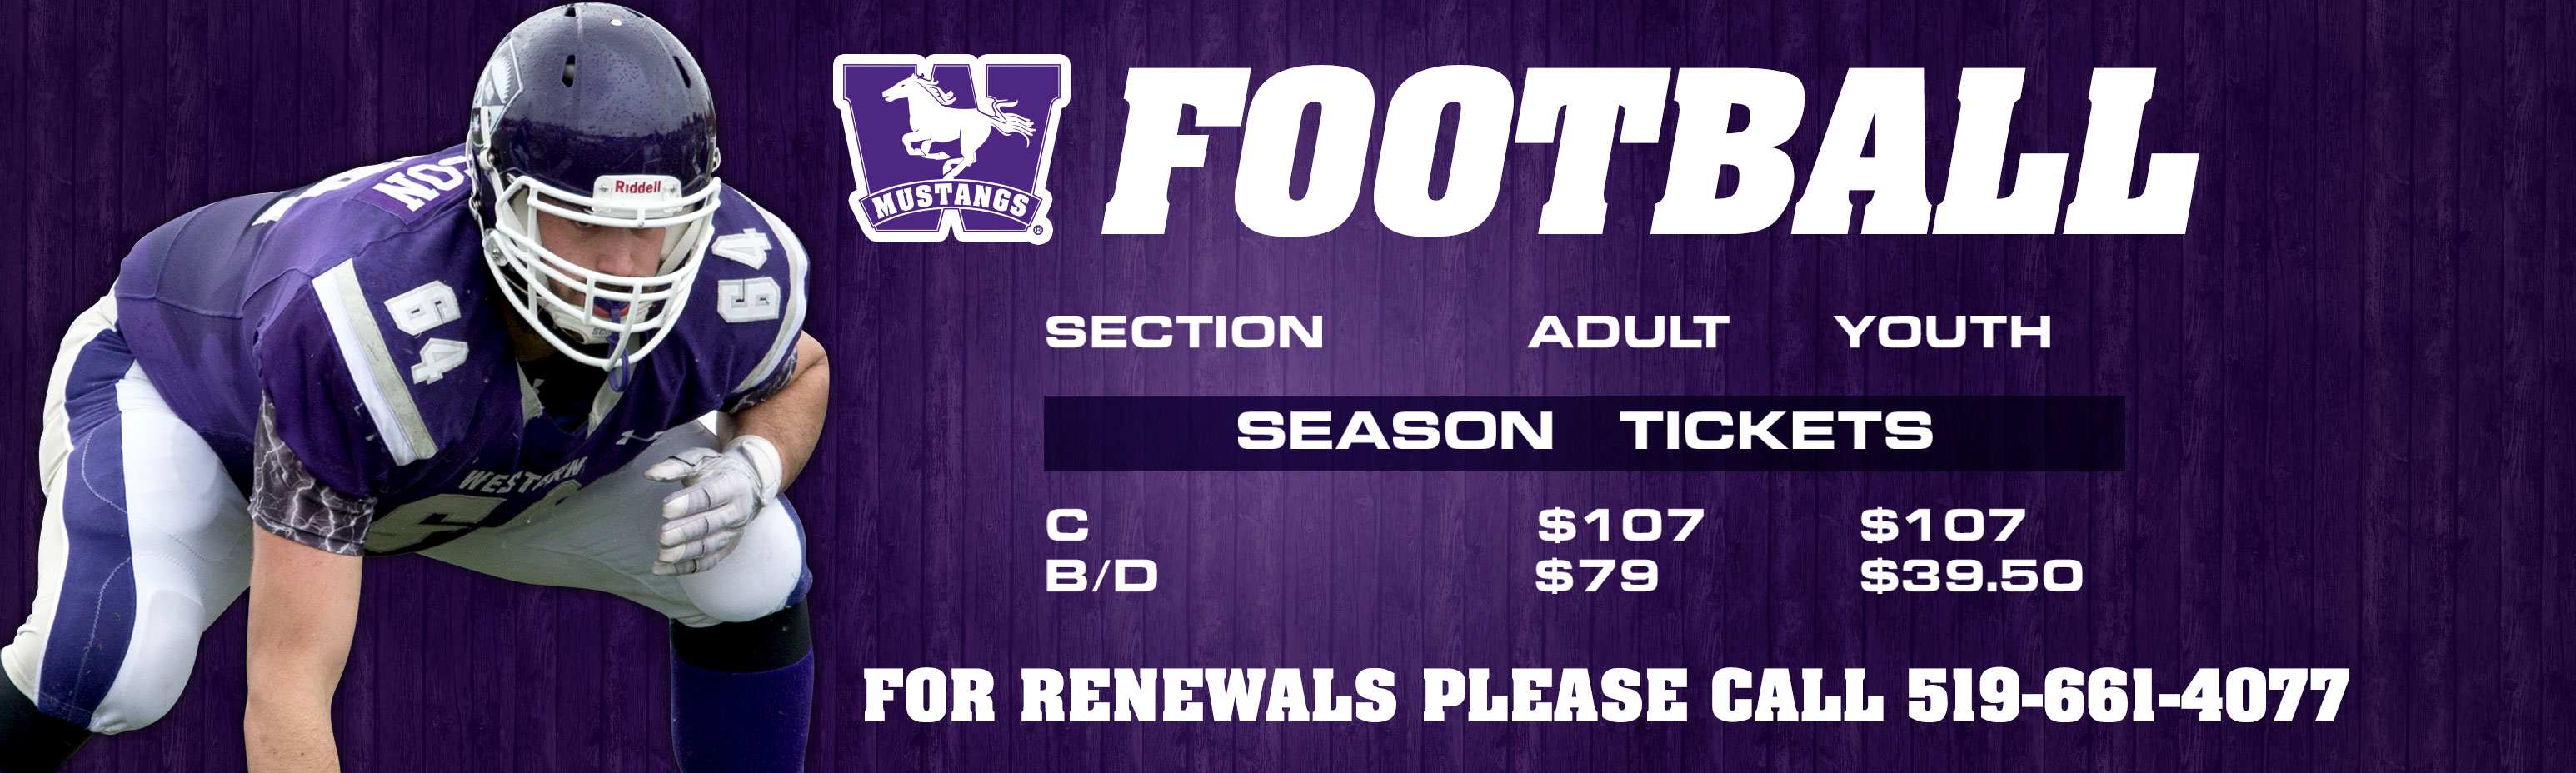 MUSTANGS
FOOTBALL
SECTION ADULT YOUTH
SEASON TICKETS
C $107 $107
B/D $79 $39.50
FOR RENEWALS PLEASE CALL 519-661-4077
Riddell
64
64
WESTERN